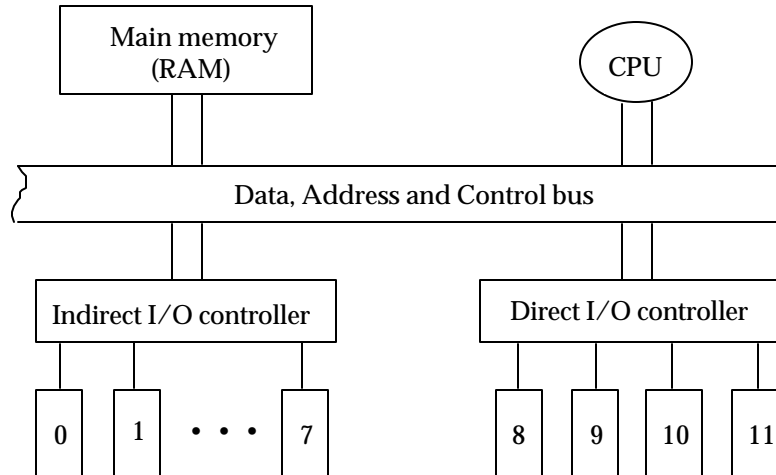 Main memory
(RAM)
CPU
Data, Address and Control bus
Indirect I/O controller
Direct I/O controller
0 1 • • • 7 8 9 10 11